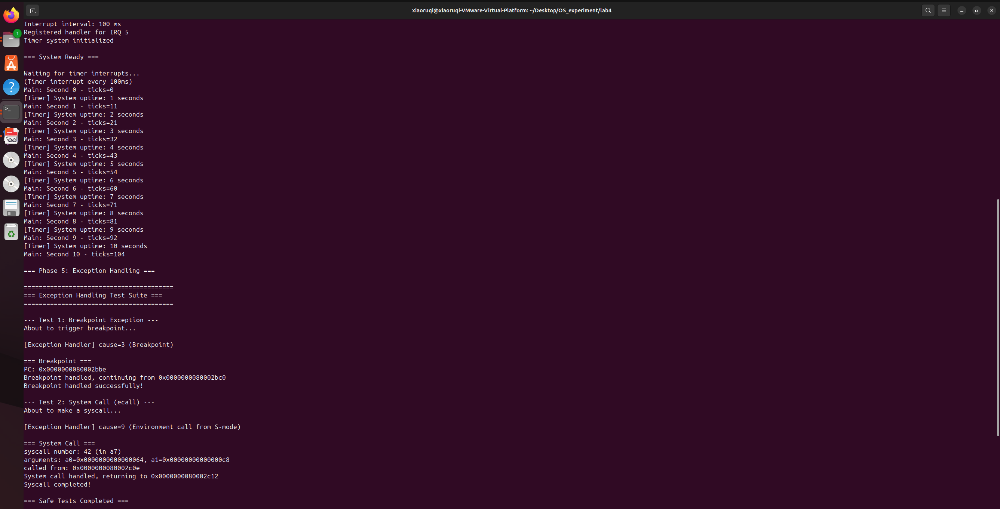 xiaoruqi@xiaoruqi-VMware-Virtual-Platform: ~/Desktop/OS_experiment/lab4
1
Interrupt interval: 100 ms
Registered handler for IRQ 5
Timer system initialized
=== System Ready ===
Waiting for timer interrupts...
(Timer interrupt every 100ms)
Main: Second 0 - ticks=0
[Timer] System uptime: 1 seconds
Main: Second 1 - ticks=11
[Timer] System uptime: 2 seconds
Main: Second 2 - ticks=21
[Timer] System uptime: 3 seconds
Main: Second 3 - ticks=32
[Timer] System uptime: 4 seconds
Main: Second 4 - ticks=43
[Timer] System uptime: 5 seconds
Main: Second 5 - ticks=54
[Timer] System uptime: 6 seconds
Main: Second 6 - ticks=60
[Timer] System uptime: 7 seconds
Main: Second 7 - ticks=71
[Timer] System uptime: 8 seconds
Main: Second 8 - ticks=81
[Timer] System uptime: 9 seconds
Main: Second 9 - ticks=92
[Timer] System uptime: 10 seconds
Main: Second 10 - ticks=104
=== Phase 5: Exception Handling ===
========================================
=== Exception Handling Test Suite ===
========================================
--- Test 1: Breakpoint Exception ---
About to trigger breakpoint...
[Exception Handler] cause=3 (Breakpoint)
=== Breakpoint ===
PC: 0x0000000080002bbe
Breakpoint handled, continuing from 0x0000000080002bc0
Breakpoint handled successfully!
--- Test 2: System Call (ecall) ---
About to make a syscall...
[Exception Handler] cause=9 (Environment call from S-mode)
=== System Call ===
syscall number: 42 (in a7)
arguments: a0=0x0000000000000064, a1=0x00000000000000c8
called from: 0x0000000080002c0e
System call handled, returning to 0x0000000080002c12
Syscall completed!
=== Safe Tests Completed ===